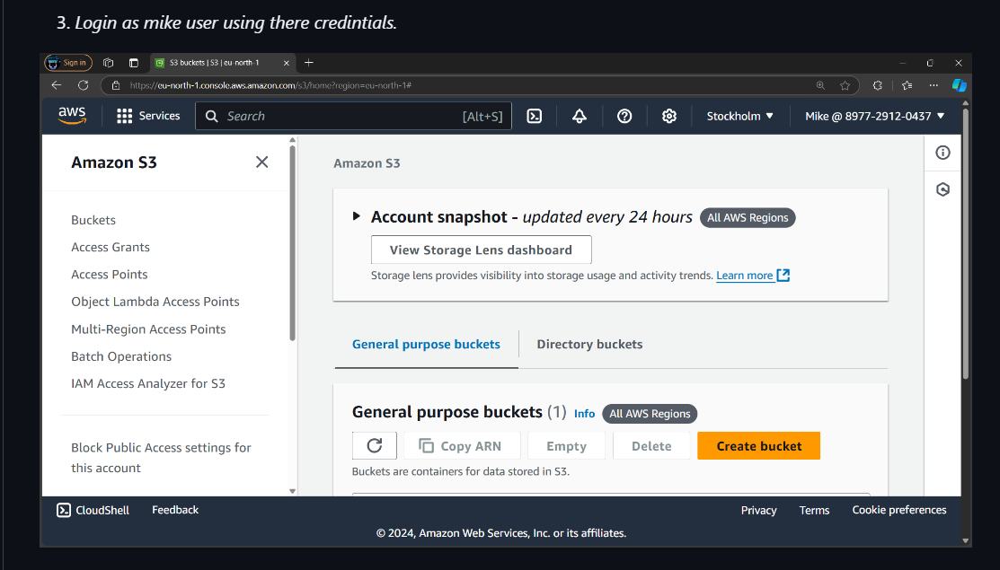 3. Login as mike user using there credintials.
Sign in
S3 buckets | S3 | eu-north-1
https://eu-north-1.console.aws.amazon.com/s3/home?region=eu-north-1#
aws
Services
Search
[Alt+S]
Stockholm
Mike @ 8977-2912-0437
Amazon S3
Buckets
Access Grants
Access Points
Object Lambda Access Points
Multi-Region Access Points
Batch Operations
IAM Access Analyzer for S3
Block Public Access settings for
this account
Amazon S3
Account snapshot - updated every 24 hours
All AWS Regions
View Storage Lens dashboard
Storage lens provides visibility into storage usage and activity trends. Learn more
General purpose buckets
Directory buckets
General purpose buckets (1) Info
All AWS Regions
Copy ARN
Empty
Delete
Create bucket
Buckets are containers for data stored in S3.
CloudShell
Feedback
Privacy
Terms
Cookie preferences
© 2024, Amazon Web Services, Inc. or its affiliates.